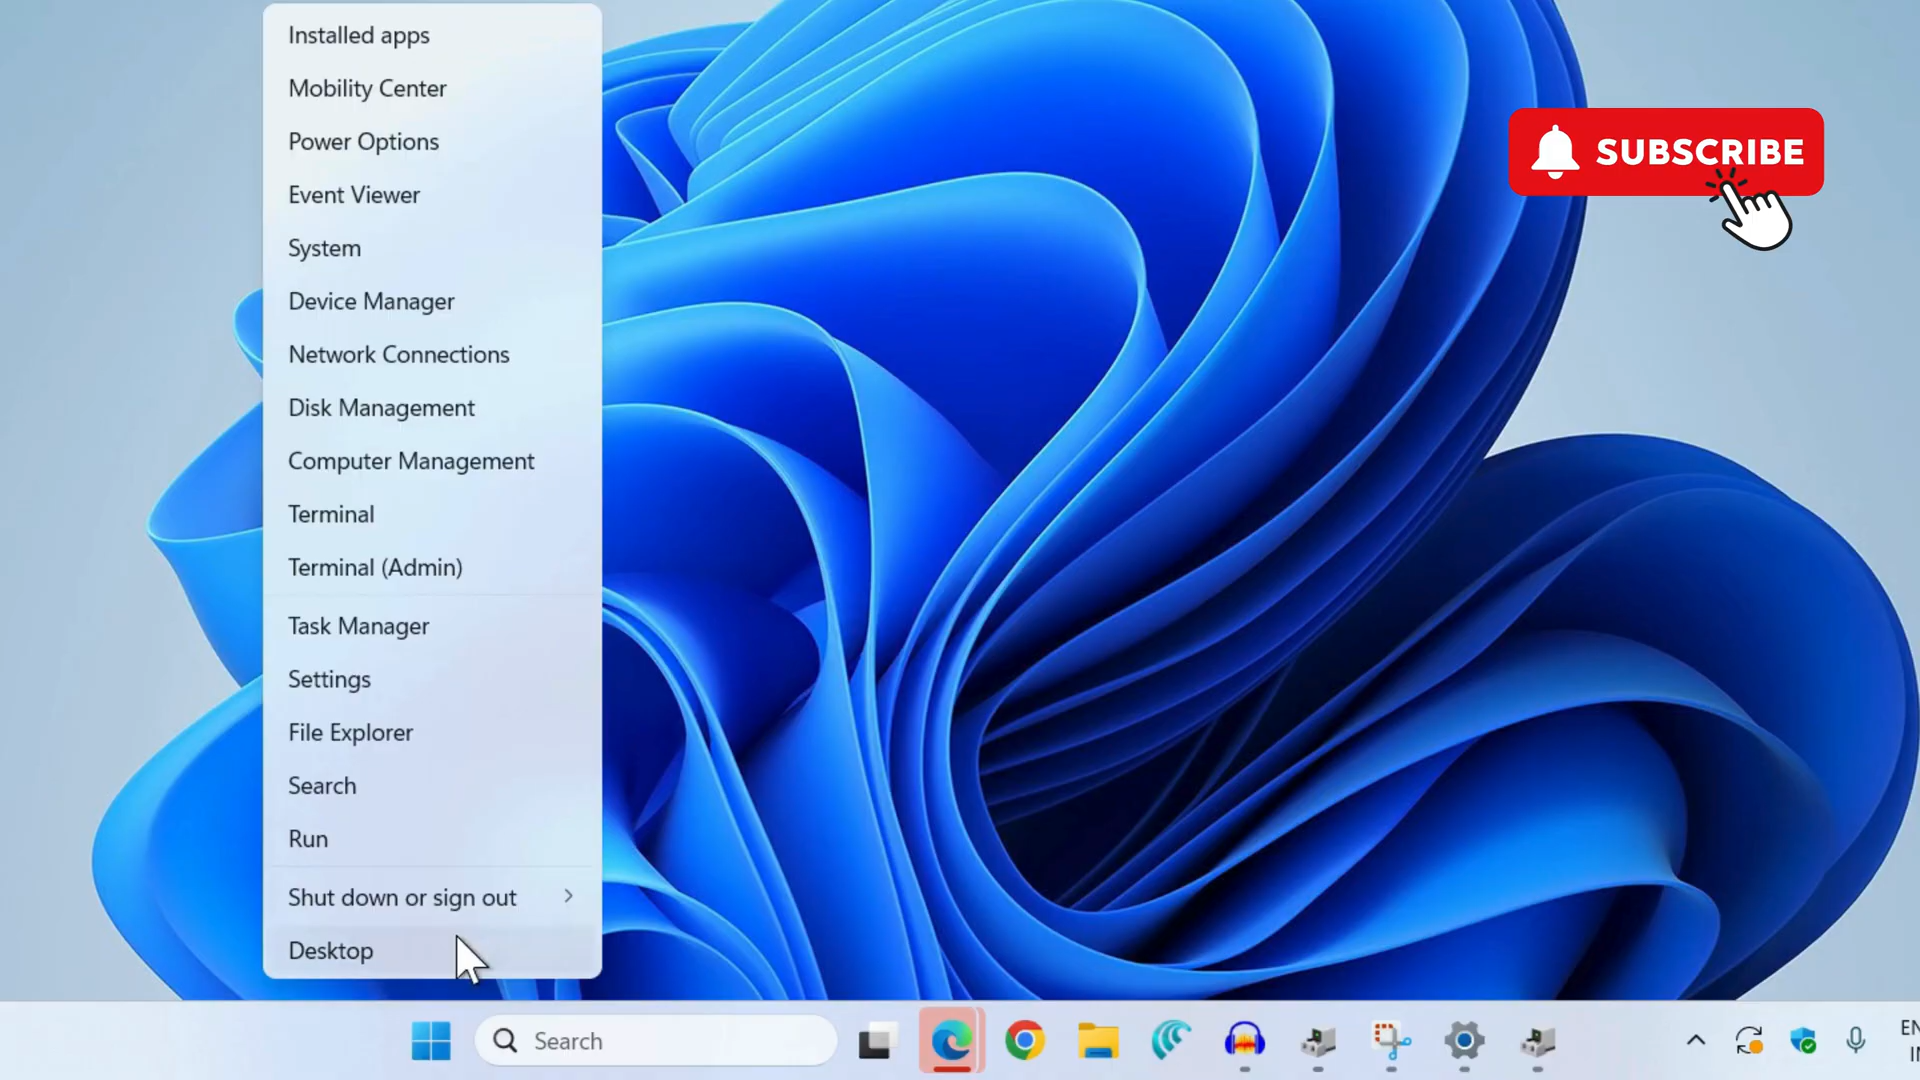 Installed apps
Mobility Center
Power Options
Event Viewer
System
Device Manager
Network Connections
Disk Management
Computer Management
Terminal
Terminal (Admin)
Task Manager
Settings
File Explorer
Search
Run
Shut down or sign out
Desktop
SUBSCRIBE
Search